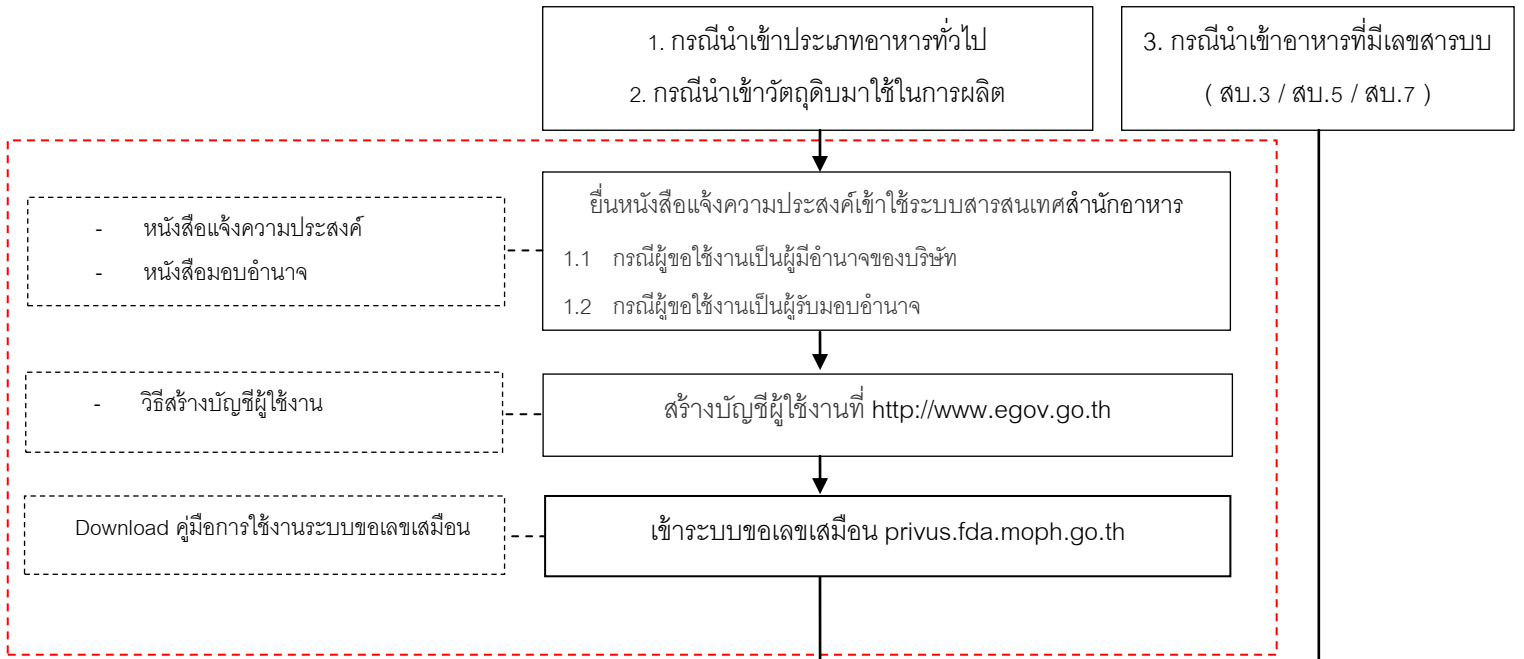 1. กรณีนำเข้าประเภทอาหารทั่วไป
2. กรณีนำเข้าวัตถุดิบมาใช้ในการผลิต
3. กรณีนำเข้าอาหารที่มีเลขสารบบ
( สบ.3 / สบ.5 / สบ.7 )
- หนังสือแจ้งความประสงค์
- หนังสือมอบอำนาจ
ยื่นหนังสือแจ้งความประสงค์เข้าใช้ระบบสารสนเทศสำนักอาหาร
1.1 กรณีผู้ขอใช้งานเป็นผู้มีอำนาจของบริษัท
1.2 กรณีผู้ขอใช้งานเป็นผู้รับมอบอำนาจ
- วิธีสร้างบัญชีผู้ใช้งาน
สร้างบัญชีผู้ใช้งานที่ http://www.egov.go.th
Download คู่มือการใช้งานระบบขอเลขเสมือน
เข้าระบบขอเลขเสมือน privus.fda.moph.go.th